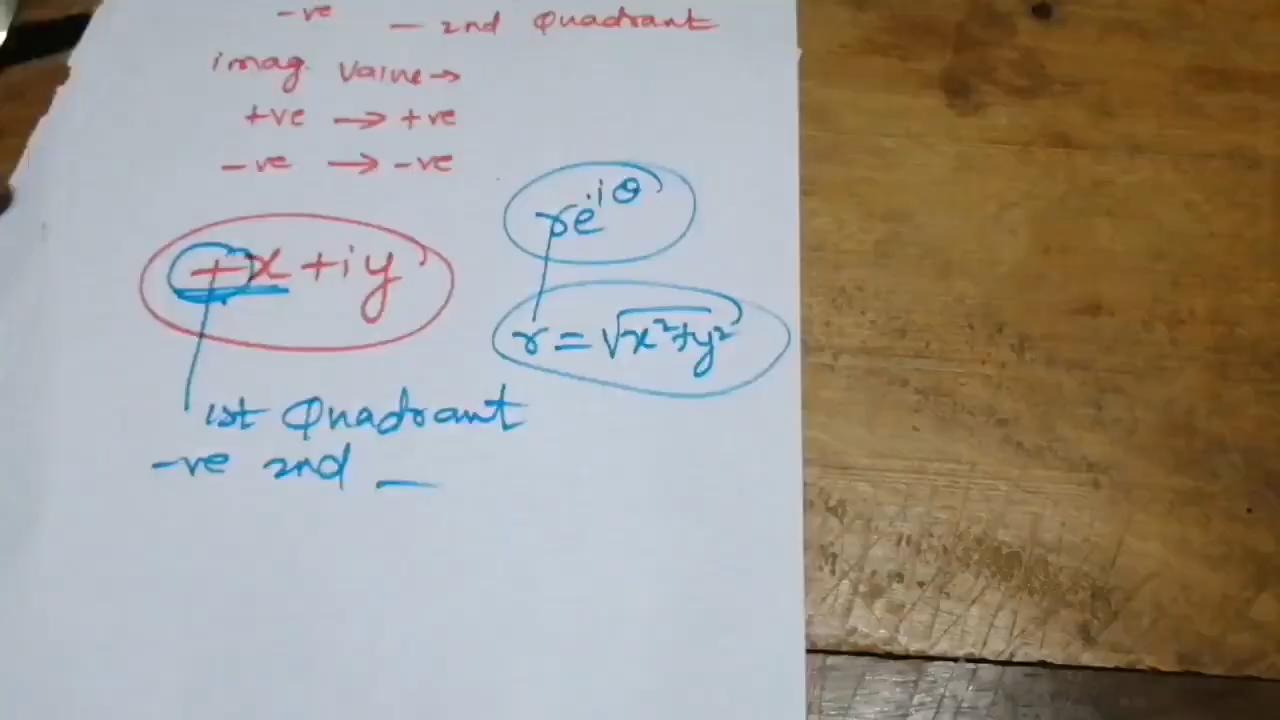 -ve — 2nd Quadrant
imag. value →
+ve → +ve
-ve → -ve
re^iθ
+x + iy
r = √x²+y²
1st Quadrant
-ve 2nd —